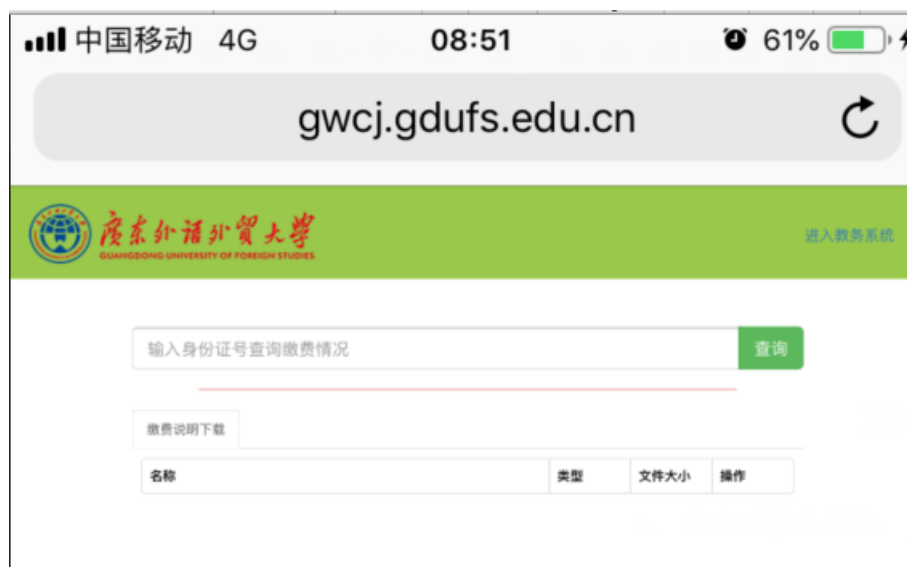 中国移动 4G 08:51 61%
gwcj.gdufs.edu.cn
广东外语外贸大学
GUANGDONG UNIVERSITY OF FOREIGN STUDIES
进入教务系统
输入身份证号查询缴费情况 查询
缴费说明下载
名称 类型 文件大小 操作